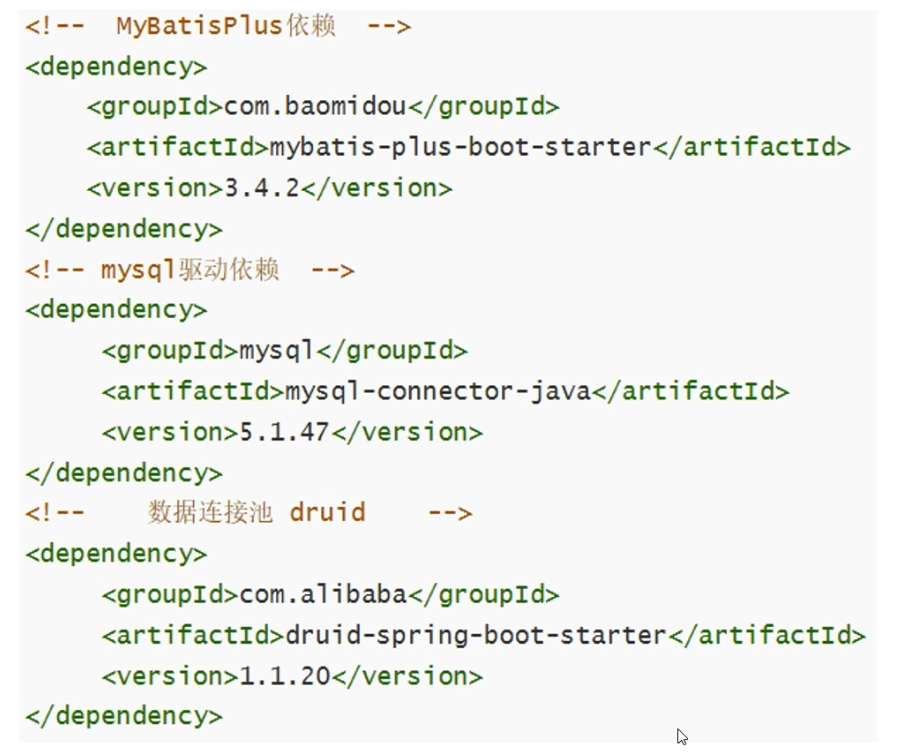 <!--  MyBatisPlus依赖  -->
<dependency>
    <groupId>com.baomidou</groupId>
    <artifactId>mybatis-plus-boot-starter</artifactId>
    <version>3.4.2</version>
</dependency>
<!-- mysql驱动依赖  -->
<dependency>
     <groupId>mysql</groupId>
     <artifactId>mysql-connector-java</artifactId>
     <version>5.1.47</version>
</dependency>
<!--    数据连接池 druid    -->
<dependency>
     <groupId>com.alibaba</groupId>
     <artifactId>druid-spring-boot-starter</artifactId>
     <version>1.1.20</version>
</dependency>